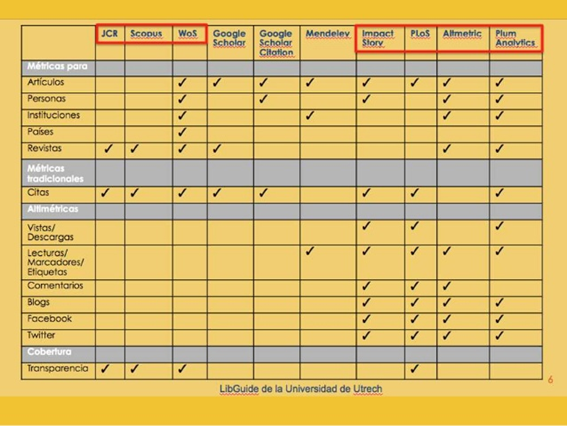 JCR Scopus WoS Google Scholar Google Scholar Citation Mendeley Impact Story PLoS Altmetric Plum Analytics
Métricas para
Artículos ✓ ✓ ✓ ✓ ✓ ✓ ✓ ✓
Personas ✓ ✓ ✓ ✓ ✓
Instituciones ✓ ✓ ✓ ✓
Países ✓
Revistas ✓ ✓ ✓ ✓ ✓ ✓
Métricas
tradicionales
Citas ✓ ✓ ✓ ✓ ✓ ✓ ✓ ✓
Altimétricas
Vistas/
Descargas ✓ ✓ ✓
Lecturas/
Marcadores/
Etiquetas ✓ ✓ ✓ ✓ ✓
Comentarios ✓ ✓ ✓
Blogs ✓ ✓ ✓ ✓
Facebook ✓ ✓ ✓ ✓
Twitter ✓ ✓ ✓ ✓
Cobertura
Transparencia ✓ ✓ ✓ ✓
LibGuide de la Universidad de Utrech
6